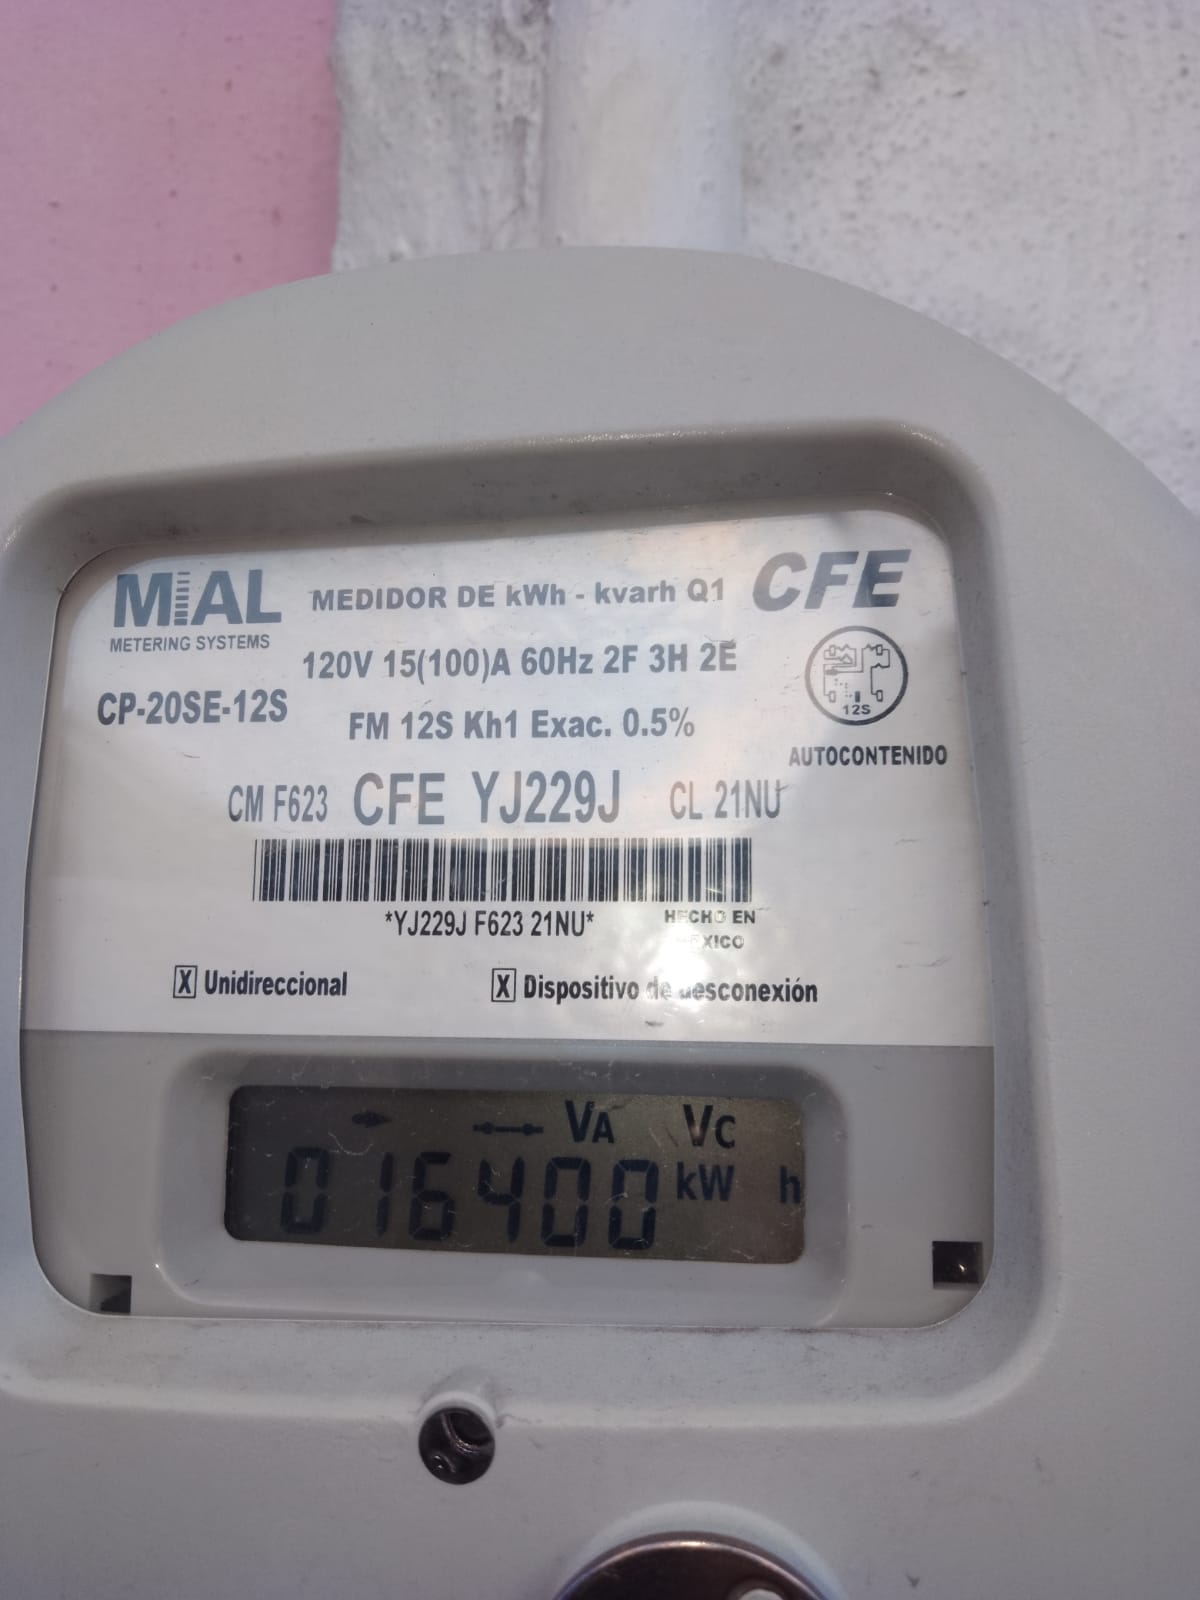 MIAL
METERING SYSTEMS
MEDIDOR DE kWh - kvarh Q1
CFE
120V 15(100)A 60Hz 2F 3H 2E
CP-20SE-12S
FM 12S Kh1 Exac. 0.5%
12S
AUTOCONTENIDO
CM F623 CFE YJ229J CL 21NU
*YJ229J F623 21NU*
HECHO EN
MEXICO
X Unidireccional
X Dispositivo de desconexión
VA VC
016400 kW h